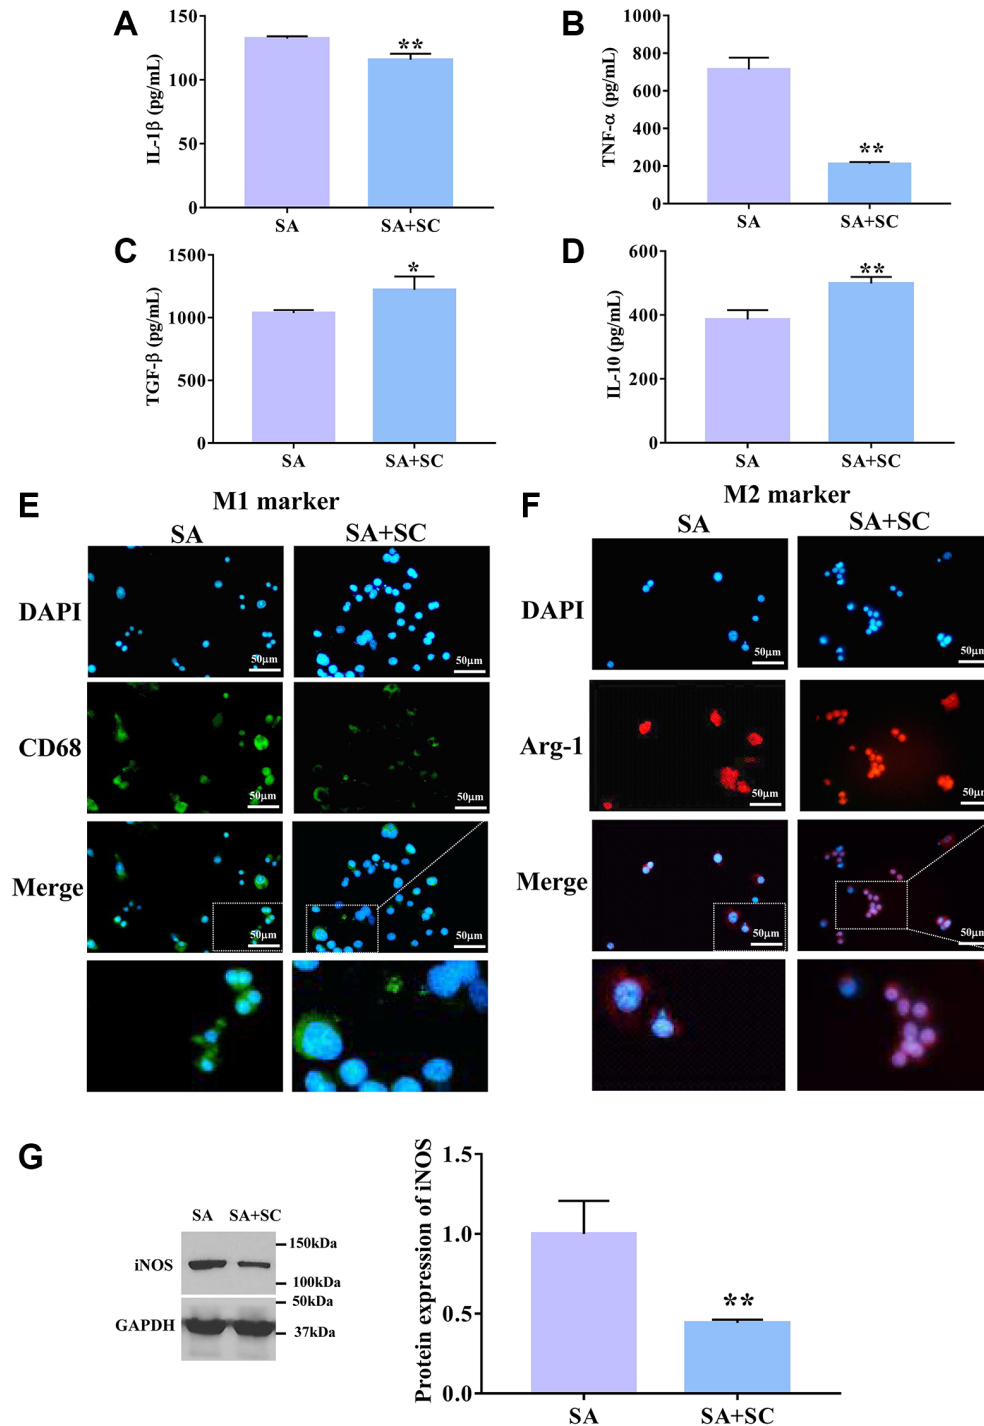 A
150
100
50
0
IL-1β (pg/mL)
**
SA
SA+SC
B
1000
800
600
400
200
0
TNF-α (pg/mL)
**
SA
SA+SC
C
1500
1000
500
0
TGF-β (pg/mL)
*
SA
SA+SC
D
600
400
200
0
IL-10 (pg/mL)
**
SA
SA+SC
E
M1 marker
SA
SA+SC
DAPI
50μm
50μm
CD68
50μm
50μm
Merge
50μm
50μm
F
M2 marker
SA
SA+SC
DAPI
50μm
50μm
Arg-1
50μm
50μm
Merge
50μm
50μm
G
SA SA+SC
iNOS
150kDa
100kDa
GAPDH
50kDa
37kDa
Protein expression of iNOS
1.5
1.0
0.5
0.0
**
SA
SA+SC